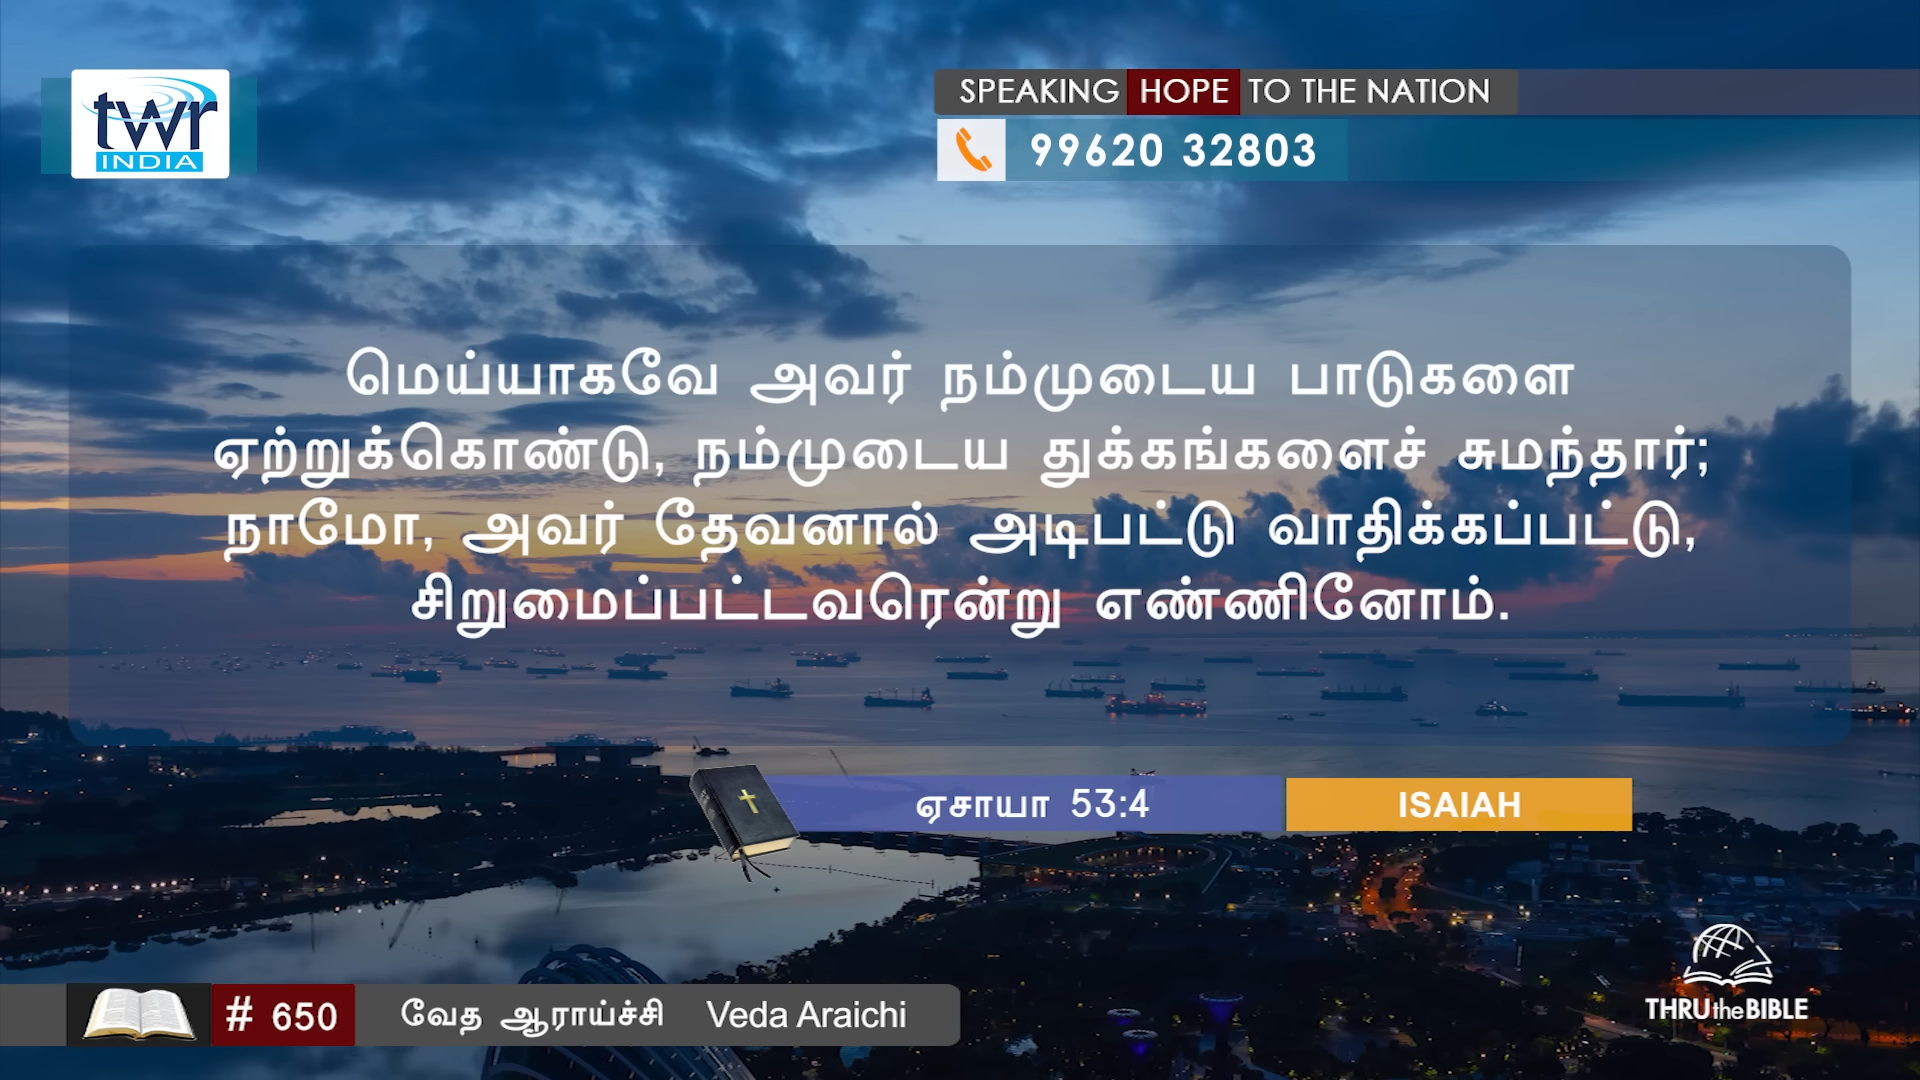 twr
INDIA
SPEAKING HOPE TO THE NATION
99620 32803
மெய்யாகவே அவர் நம்முடைய பாடுகளை
ஏற்றுக்கொண்டு, நம்முடைய துக்கங்களைச் சுமந்தார்;
நாமோ, அவர் தேவனால் அடிபட்டு வாதிக்கப்பட்டு,
சிறுமைப்பட்டவரென்று எண்ணினோம்.
ஏசாயா 53:4
ISAIAH
# 650
வேத ஆராய்ச்சி Veda Araichi
THRU the BIBLE